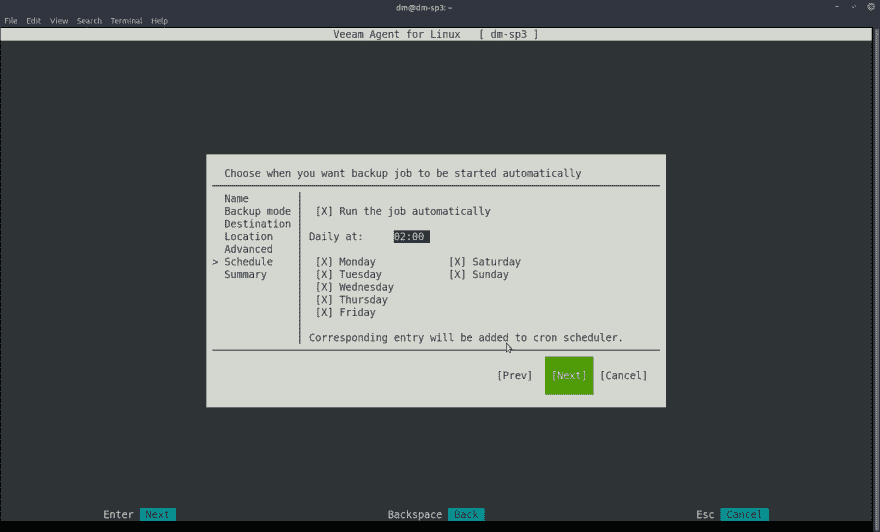 dm@dm-sp3: ~
File Edit View Search Terminal Help
Veeam Agent for Linux [ dm-sp3 ]
Choose when you want backup job to be started automatically
Name
Backup mode
Destination
Location
Advanced
> Schedule
Summary
[X] Run the job automatically
Daily at: 02:00
[X] Monday [X] Saturday
[X] Tuesday [X] Sunday
[X] Wednesday
[X] Thursday
[X] Friday
Corresponding entry will be added to cron scheduler.
[Prev] [Next] [Cancel]
Enter Next Backspace Back Esc Cancel